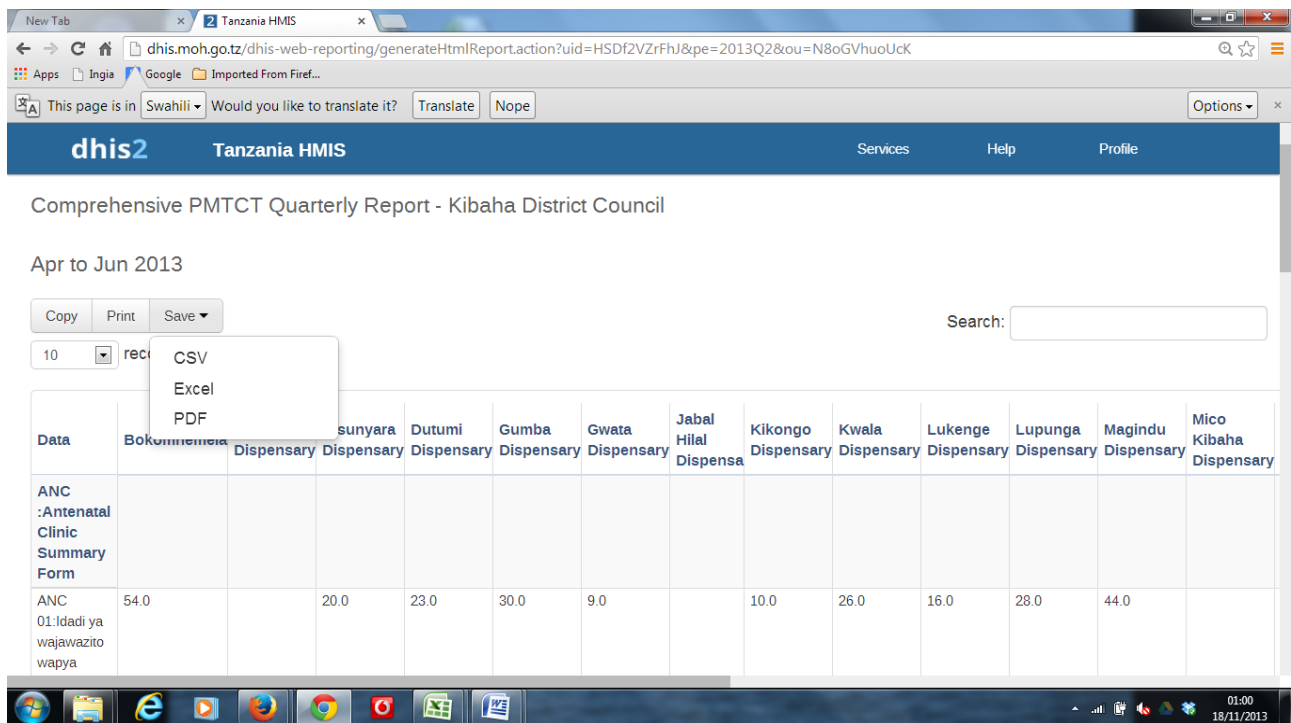 New Tab
2 Tanzania HMIS
dhis.moh.go.tz/dhis-web-reporting/generateHtmlReport.action?uid=HSDf2VZrFhJ&pe=2013Q2&ou=N8oGVhuoUcK
Apps Ingia Google Imported From Firef...
This page is in Swahili Would you like to translate it? Translate Nope Options
dhis2 Tanzania HMIS Services Help Profile
Comprehensive PMTCT Quarterly Report - Kibaha District Council
Apr to Jun 2013
Copy Print Save Search:
10
CSV
Excel
PDF
Data
Dispensary
Dispensary
Dutumi Dispensary
Gumba Dispensary
Gwata Dispensary
Jabal
Hilal
Dispensa
Kikongo Dispensary
Kwala Dispensary
Lukenge Dispensary
Lupunga Dispensary
Magindu Dispensary
Mico
Kibaha
Dispensary
ANC
:Antenatal
Clinic
Summary
Form
ANC 54.0 20.0 23.0 30.0 9.0 10.0 26.0 16.0 28.0 44.0
01:Idadi ya
wajawazito
wapya
01:00
18/11/2013